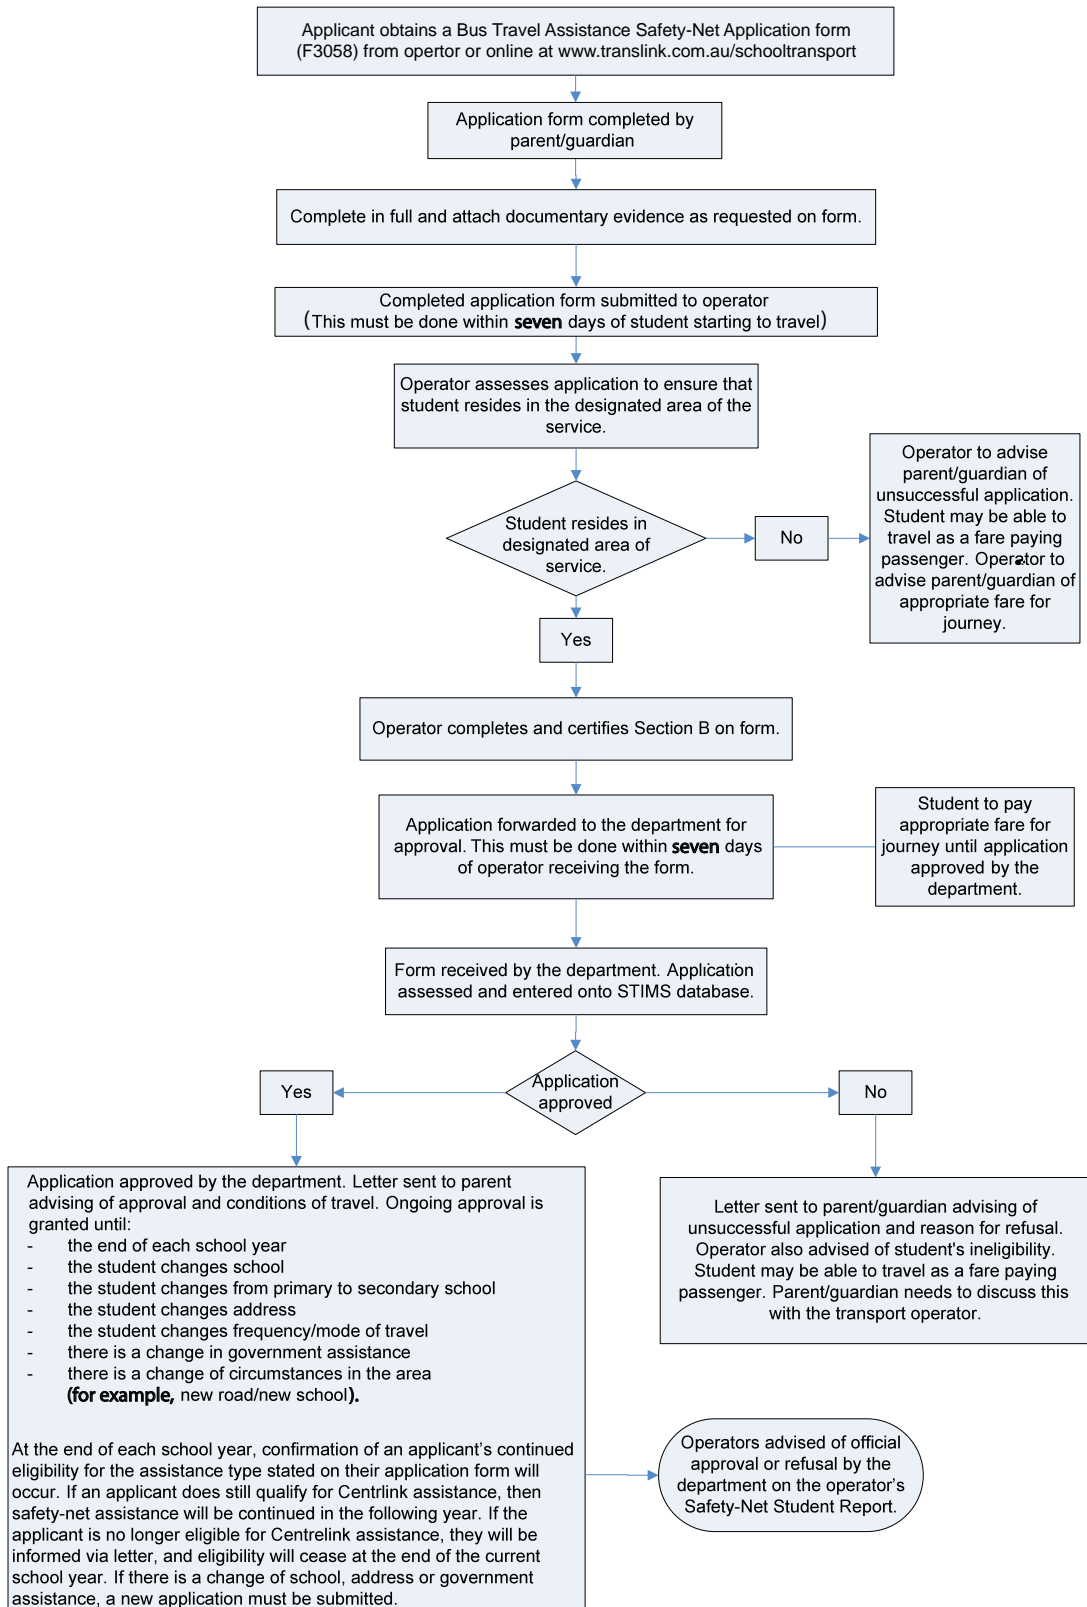 Applicant obtains a Bus Travel Assistance Safety-Net Application form
(F3058) from opertor or online at www.translink.com.au/schooltransport
Application form completed by
parent/guardian
Complete in full and attach documentary evidence as requested on form.
Completed application form submitted to operator
(This must be done within seven days of student starting to travel)
Operator assesses application to ensure that
student resides in the designated area of the
service.
Student resides in
designated area of
service.
No
Operator to advise
parent/guardian of
unsuccessful application.
Student may be able to
travel as a fare paying
passenger. Operator to
advise parent/guardian of
appropriate fare for
journey.
Yes
Operator completes and certifies Section B on form.
Application forwarded to the department for
approval. This must be done within seven days
of operator receiving the form.
Student to pay
appropriate fare for
journey until application
approved by the
department.
Form received by the department. Application
assessed and entered onto STIMS database.
Application
approved
Yes
No
Application approved by the department. Letter sent to parent
advising of approval and conditions of travel. Ongoing approval is
granted until:
- the end of each school year
- the student changes school
- the student changes from primary to secondary school
- the student changes address
- the student changes frequency/mode of travel
- there is a change in government assistance
- there is a change of circumstances in the area
(for example, new road/new school).
At the end of each school year, confirmation of an applicant's continued
eligibility for the assistance type stated on their application form will
occur. If an applicant does still qualify for Centrlink assistance, then
safety-net assistance will be continued in the following year. If the
applicant is no longer eligible for Centrelink assistance, they will be
informed via letter, and eligibility will cease at the end of the current
school year. If there is a change of school, address or government
assistance, a new application must be submitted.
Letter sent to parent/guardian advising of
unsuccessful application and reason for refusal.
Operator also advised of student's ineligibility.
Student may be able to travel as a fare paying
passenger. Parent/guardian needs to discuss this
with the transport operator.
Operators advised of official
approval or refusal by the
department on the operator's
Safety-Net Student Report.